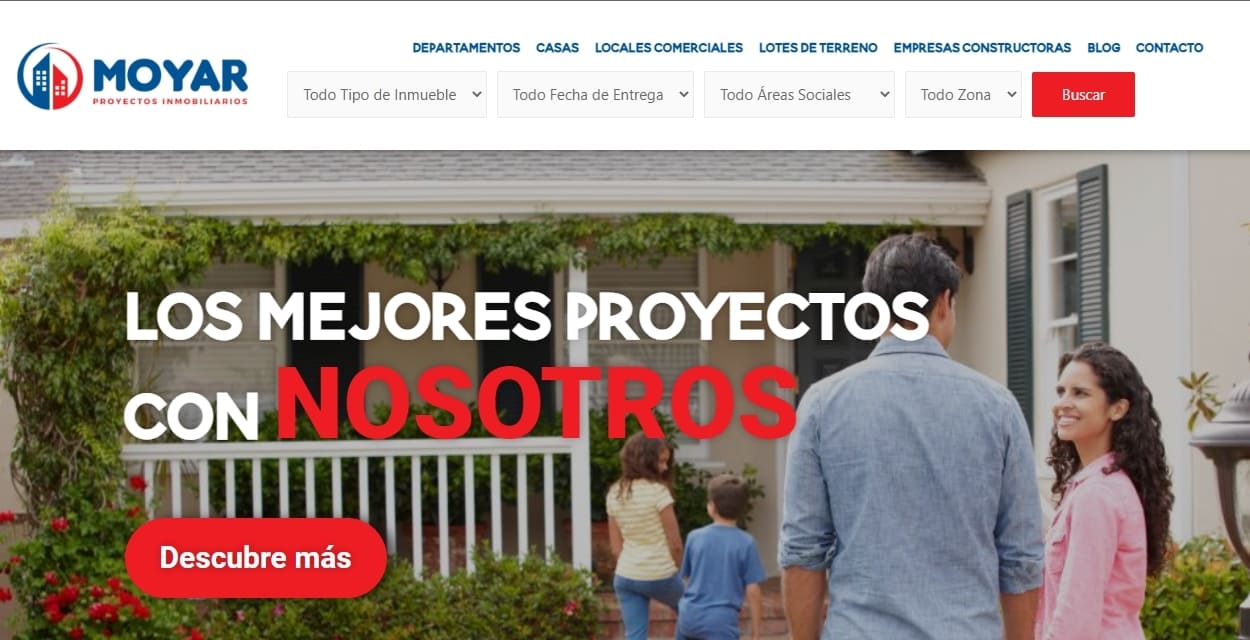 MOYAR
PROYECTOS INMOBILIARIOS
DEPARTAMENTOS CASAS LOCALES COMERCIALES LOTES DE TERRENO EMPRESAS CONSTRUCTORAS BLOG CONTACTO
Todo Tipo de Inmueble Todo Fecha de Entrega Todo Áreas Sociales Todo Zona Buscar
LOS MEJORES PROYECTOS
CON NOSOTROS
Descubre más